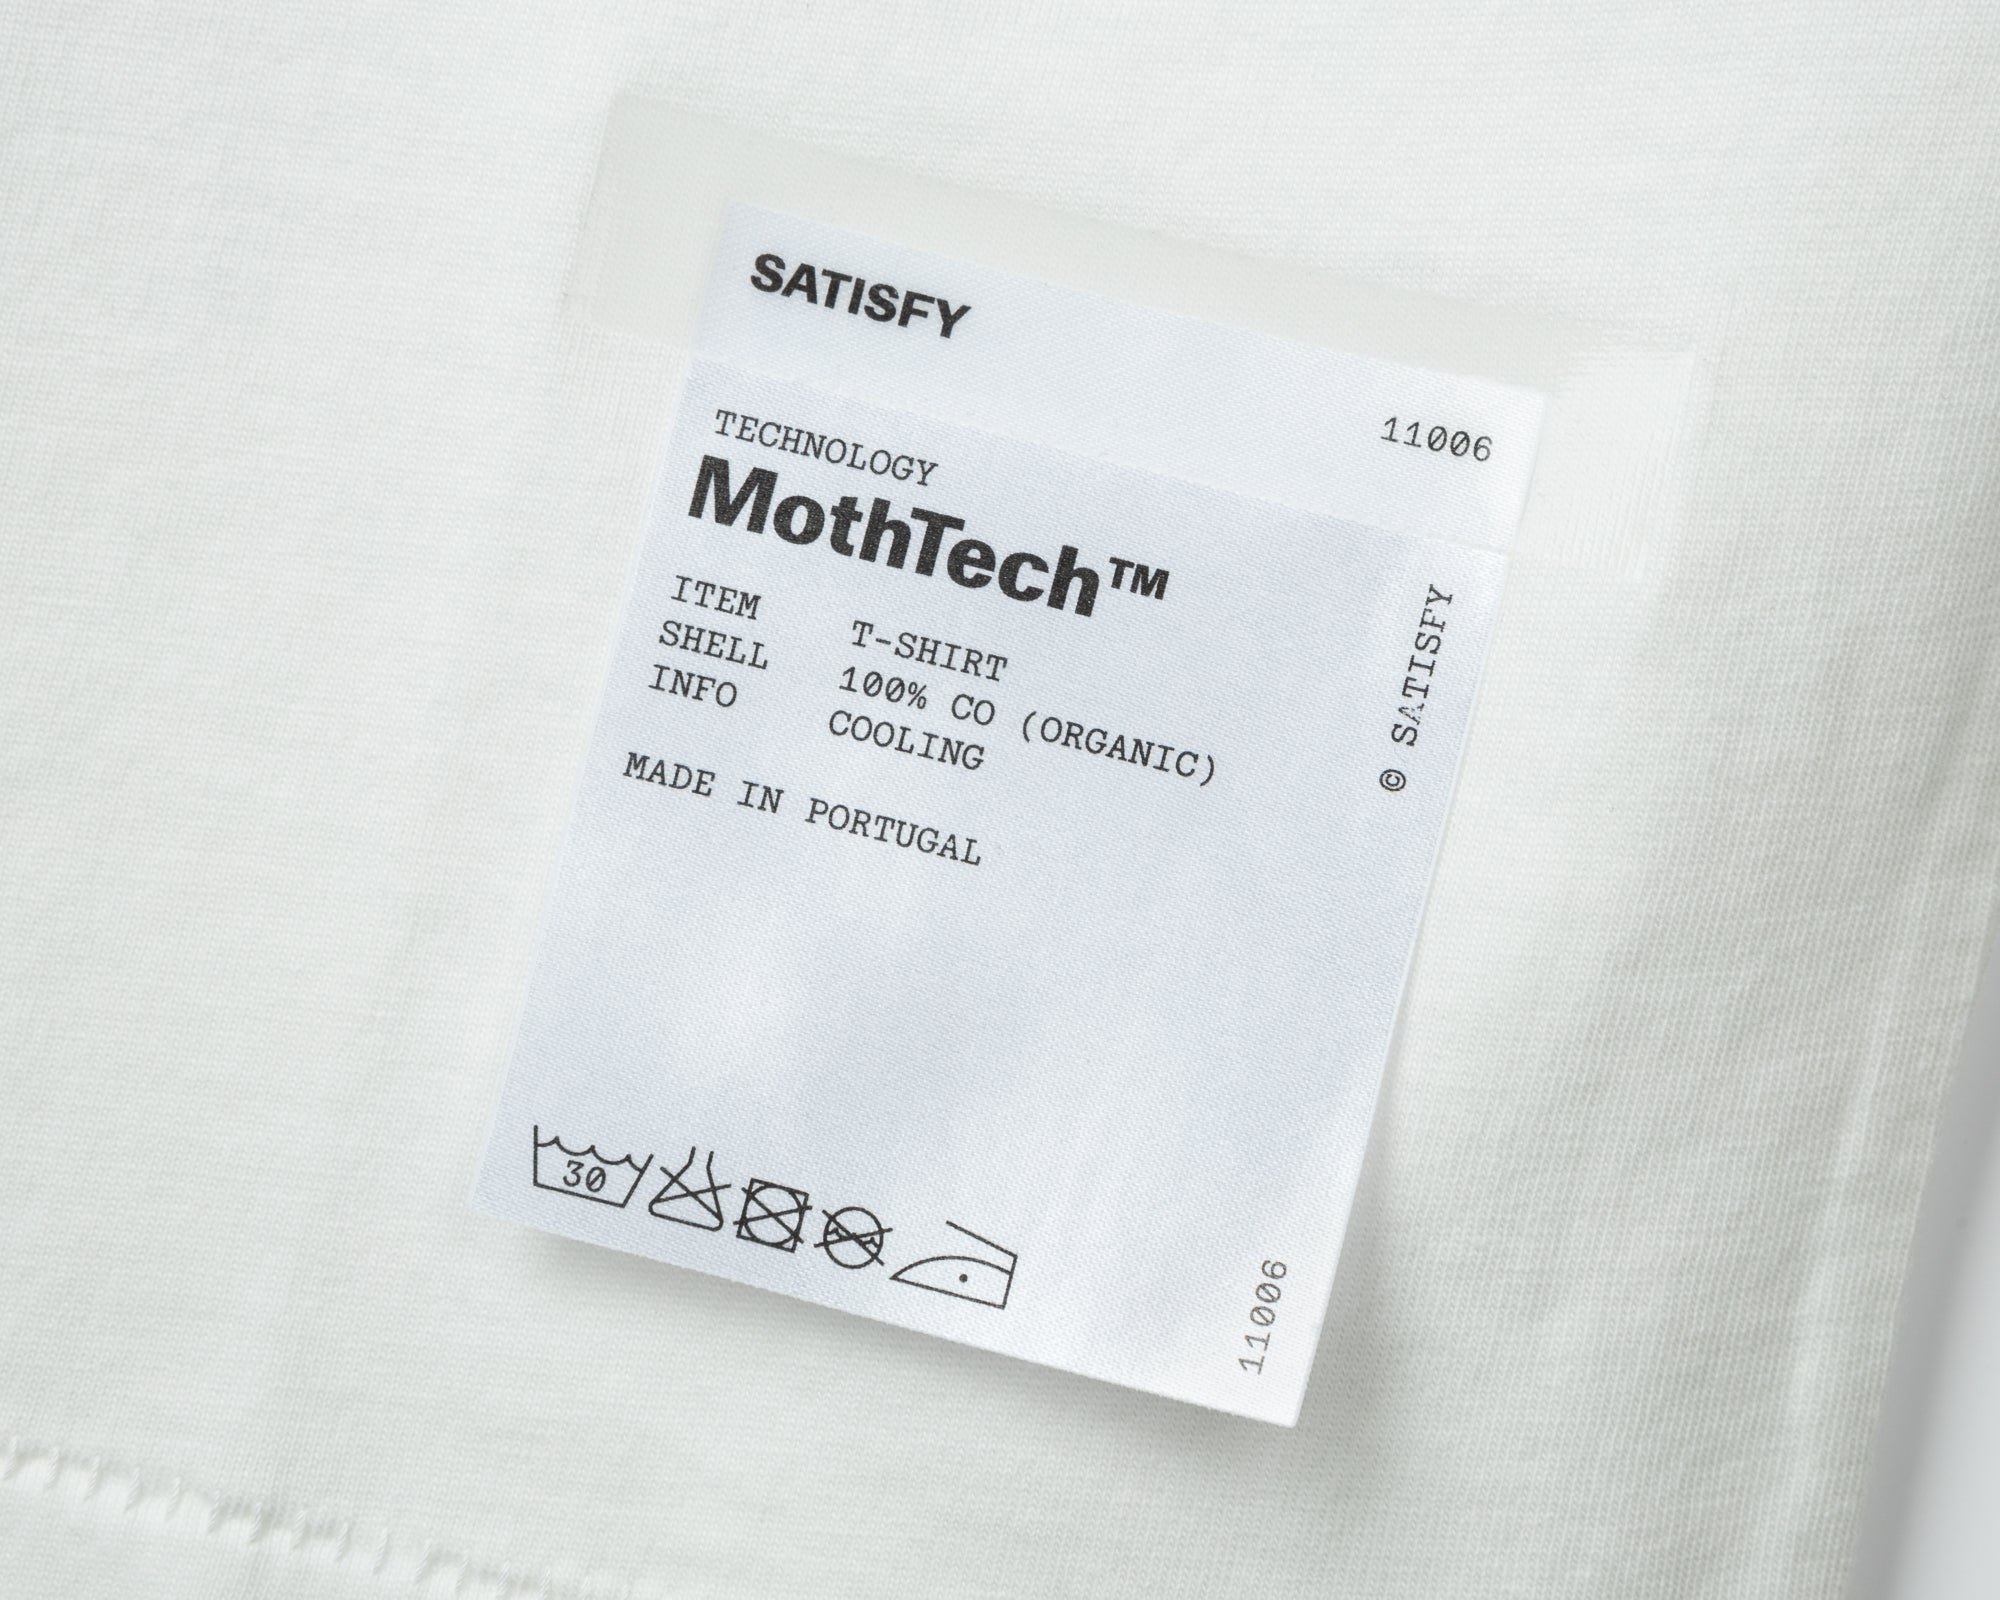 SATISFY
11006
TECHNOLOGY
MothTech™
ITEM T-SHIRT
SHELL 100% CO (ORGANIC)
INFO COOLING
MADE IN PORTUGAL
© SATISFY
30
11006